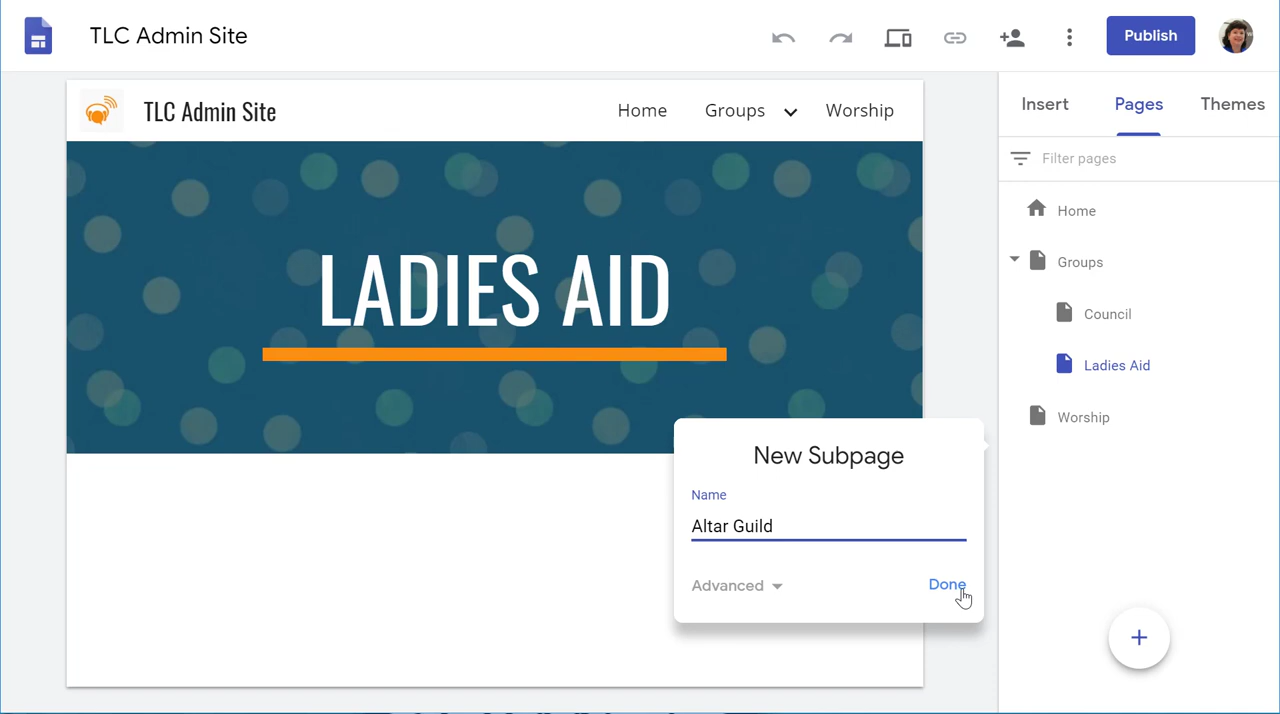 TLC Admin Site
Publish
TLC Admin Site
Home Groups Worship
Insert Pages Themes
Filter pages
Home
Groups
Council
Ladies Aid
Worship
LADIES AID
New Subpage
Name
Altar Guild
Advanced Done
+